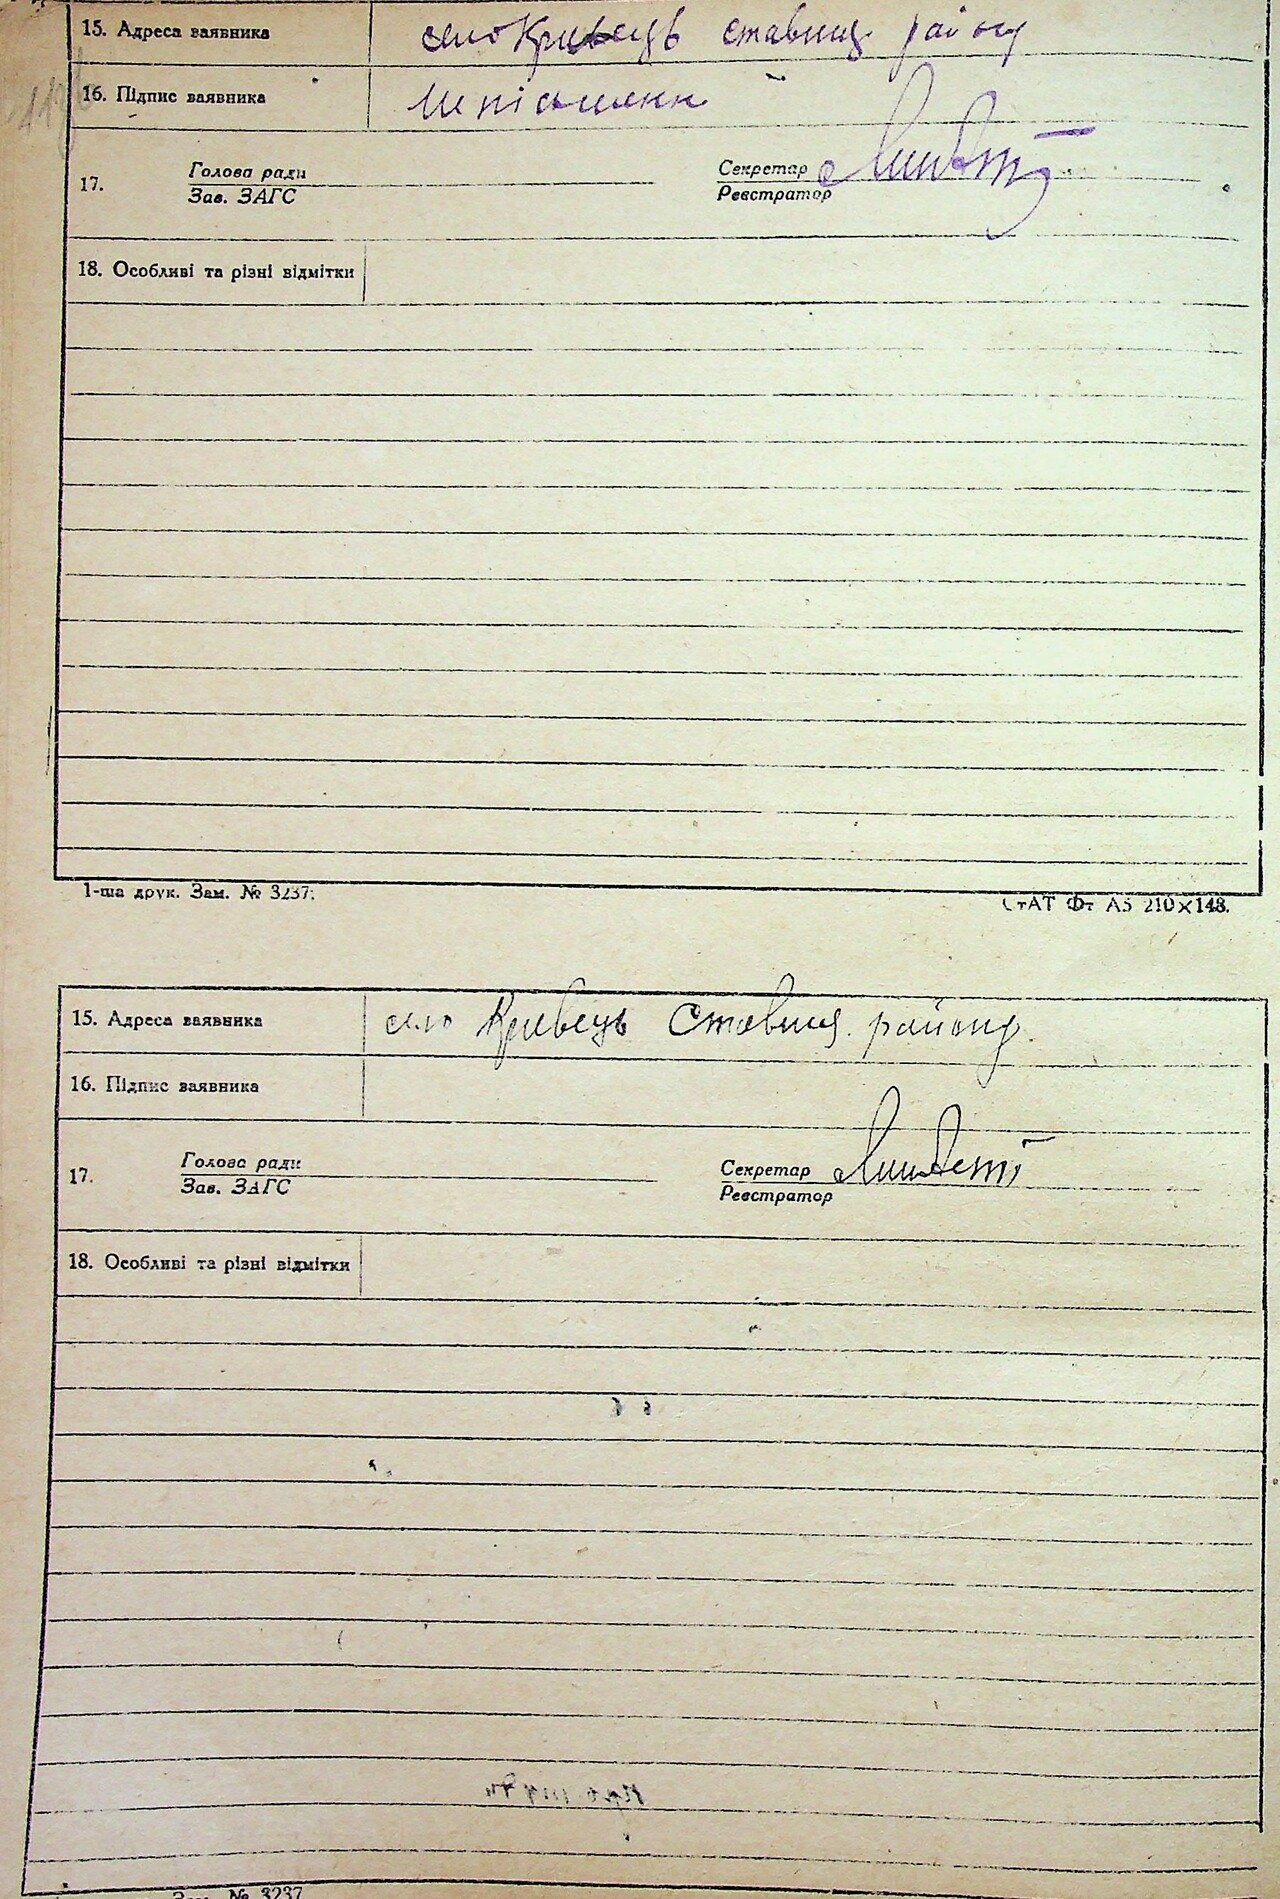 15. Адреса заявника село Кривець ставищ. району
16. Підпис заявника
17. Голова ради Секретар
Зав. ЗАГС Реєстратор
18. Особливі та різні відмітки
1-ша друк. Зам. № 3237.
СтАТ Фт А5 210×148.
15. Адреса заявника село Кривець Ставищ. району.
16. Підпис заявника
17. Голова ради Секретар
Зав. ЗАГС Реєстратор
18. Особливі та різні відмітки
Зам. № 3237